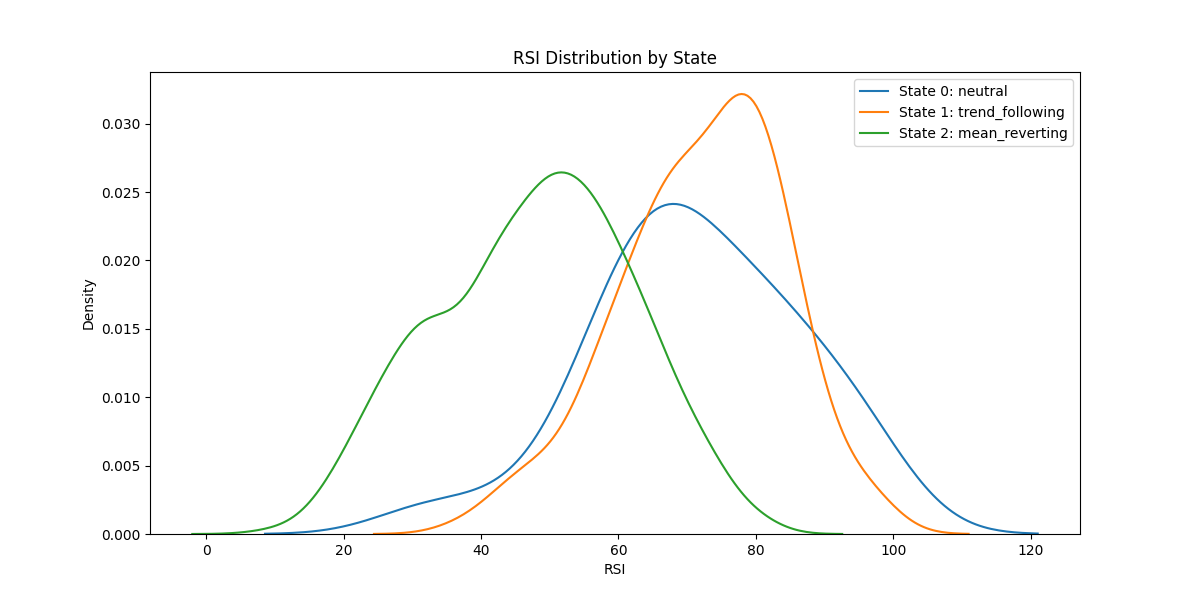 RSI Distribution by State
State 0: neutral
State 1: trend_following
State 2: mean_reverting
0.030
0.025
0.020
0.015
0.010
0.005
0.000
Density
0 20 40 60 80 100 120
RSI